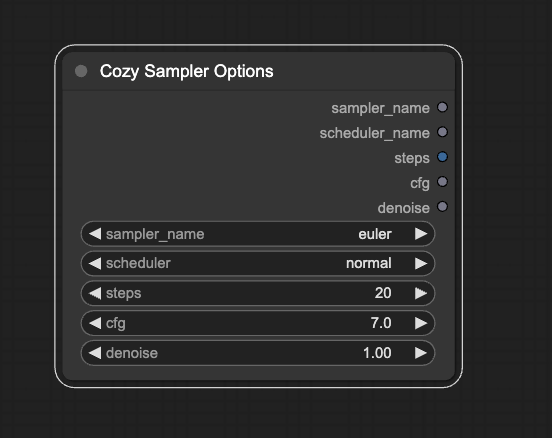 Cozy Sampler Options
sampler_name
scheduler_name
steps
cfg
denoise
sampler_name euler
scheduler normal
steps 20
cfg 7.0
denoise 1.00